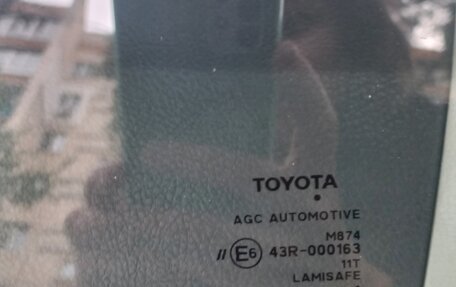 TOYOTA
AGC AUTOMOTIVE
M874
// E6 43R-000163
11T
LAMISAFE